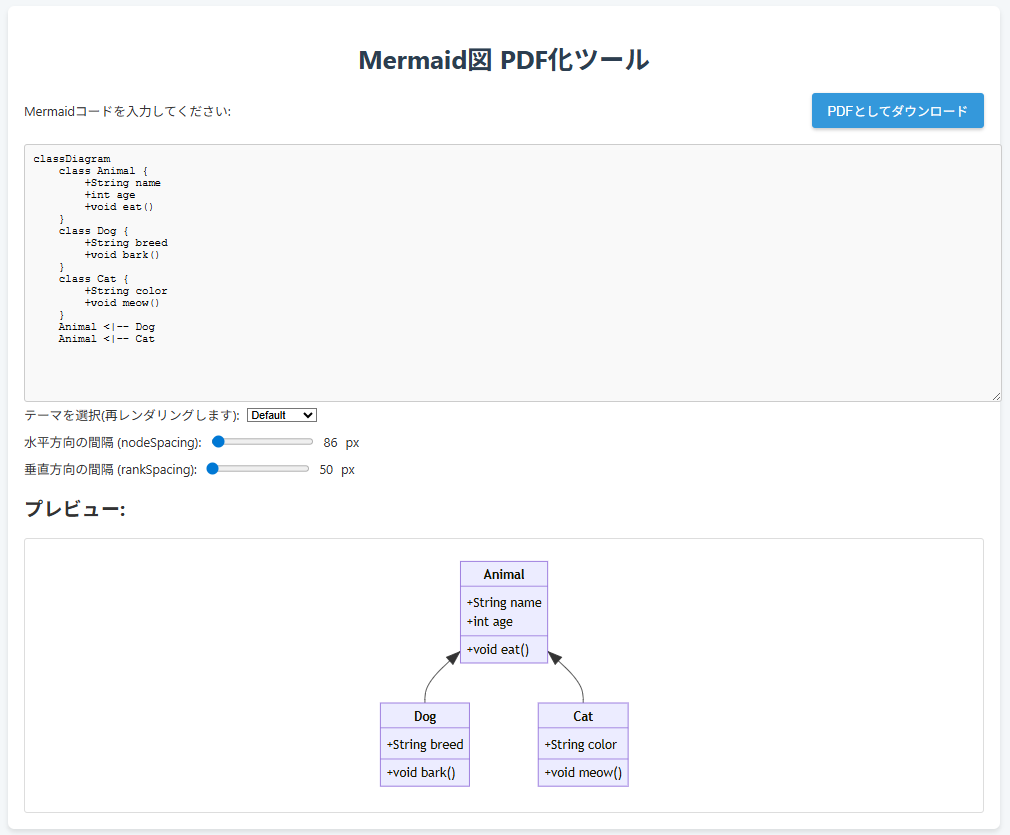 Mermaid図 PDF化ツール
Mermaidコードを入力してください:
PDFとしてダウンロード
classDiagram
    class Animal {
        +String name
        +int age
        +void eat()
    }
    class Dog {
        +String breed
        +void bark()
    }
    class Cat {
        +String color
        +void meow()
    }
    Animal <|-- Dog
    Animal <|-- Cat
テーマを選択(再レンダリングします): Default
水平方向の間隔 (nodeSpacing): 86 px
垂直方向の間隔 (rankSpacing): 50 px
プレビュー:
Animal
+String name
+int age
+void eat()
Dog
+String breed
+void bark()
Cat
+String color
+void meow()